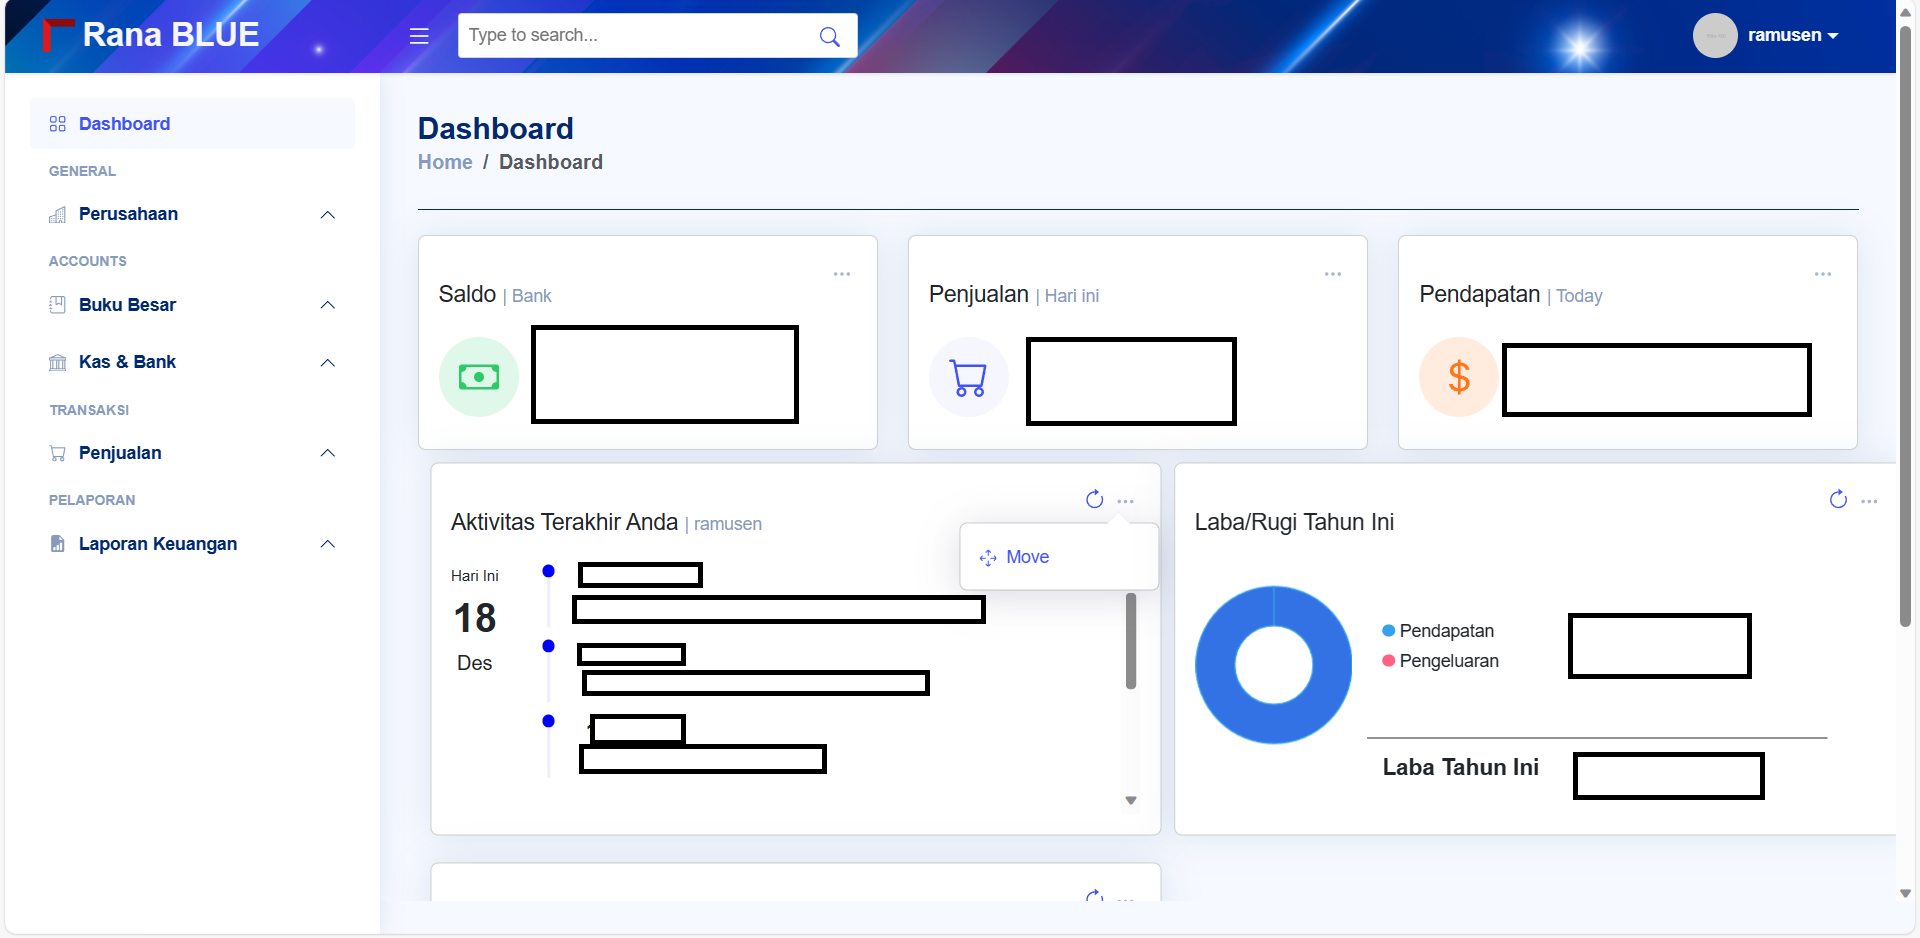 Rana BLUE
Type to search...
ramusen
Dashboard
GENERAL
Perusahaan
ACCOUNTS
Buku Besar
Kas & Bank
TRANSAKSI
Penjualan
PELAPORAN
Laporan Keuangan
Dashboard
Home / Dashboard
Saldo | Bank
Penjualan | Hari ini
Pendapatan | Today
$
Aktivitas Terakhir Anda | ramusen
Move
Hari Ini
18
Des
Laba/Rugi Tahun Ini
Pendapatan
Pengeluaran
Laba Tahun Ini